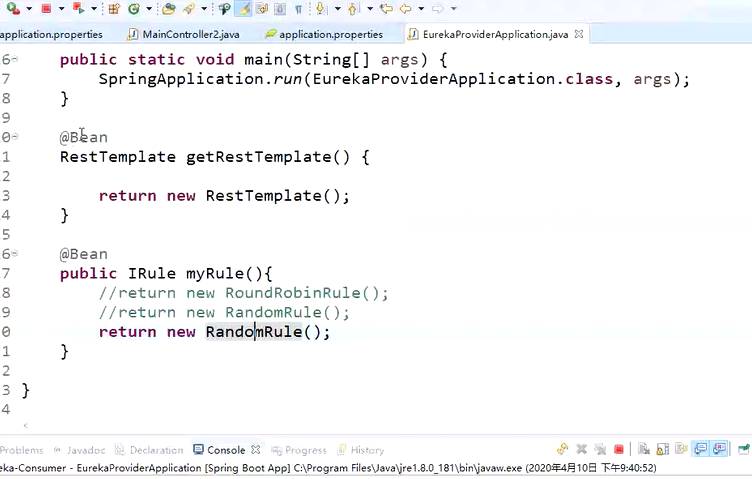 application.properties
MainController2.java
application.properties
EurekaProviderApplication.java
6 public static void main(String[] args) {
7 SpringApplication.run(EurekaProviderApplication.class, args);
8 }
9
0 @Bean
1 RestTemplate getRestTemplate() {
2
3 return new RestTemplate();
4 }
5
6 @Bean
7 public IRule myRule(){
8 //return new RoundRobinRule();
9 //return new RandomRule();
0 return new RandomRule();
1 }
2
3 }
4
Problems Javadoc Declaration Console Progress History
eka-Consumer - EurekaProviderApplication [Spring Boot App] C:\Program Files\Java\jre1.8.0_181\bin\javaw.exe (2020年4月10日 下午9:40:52)